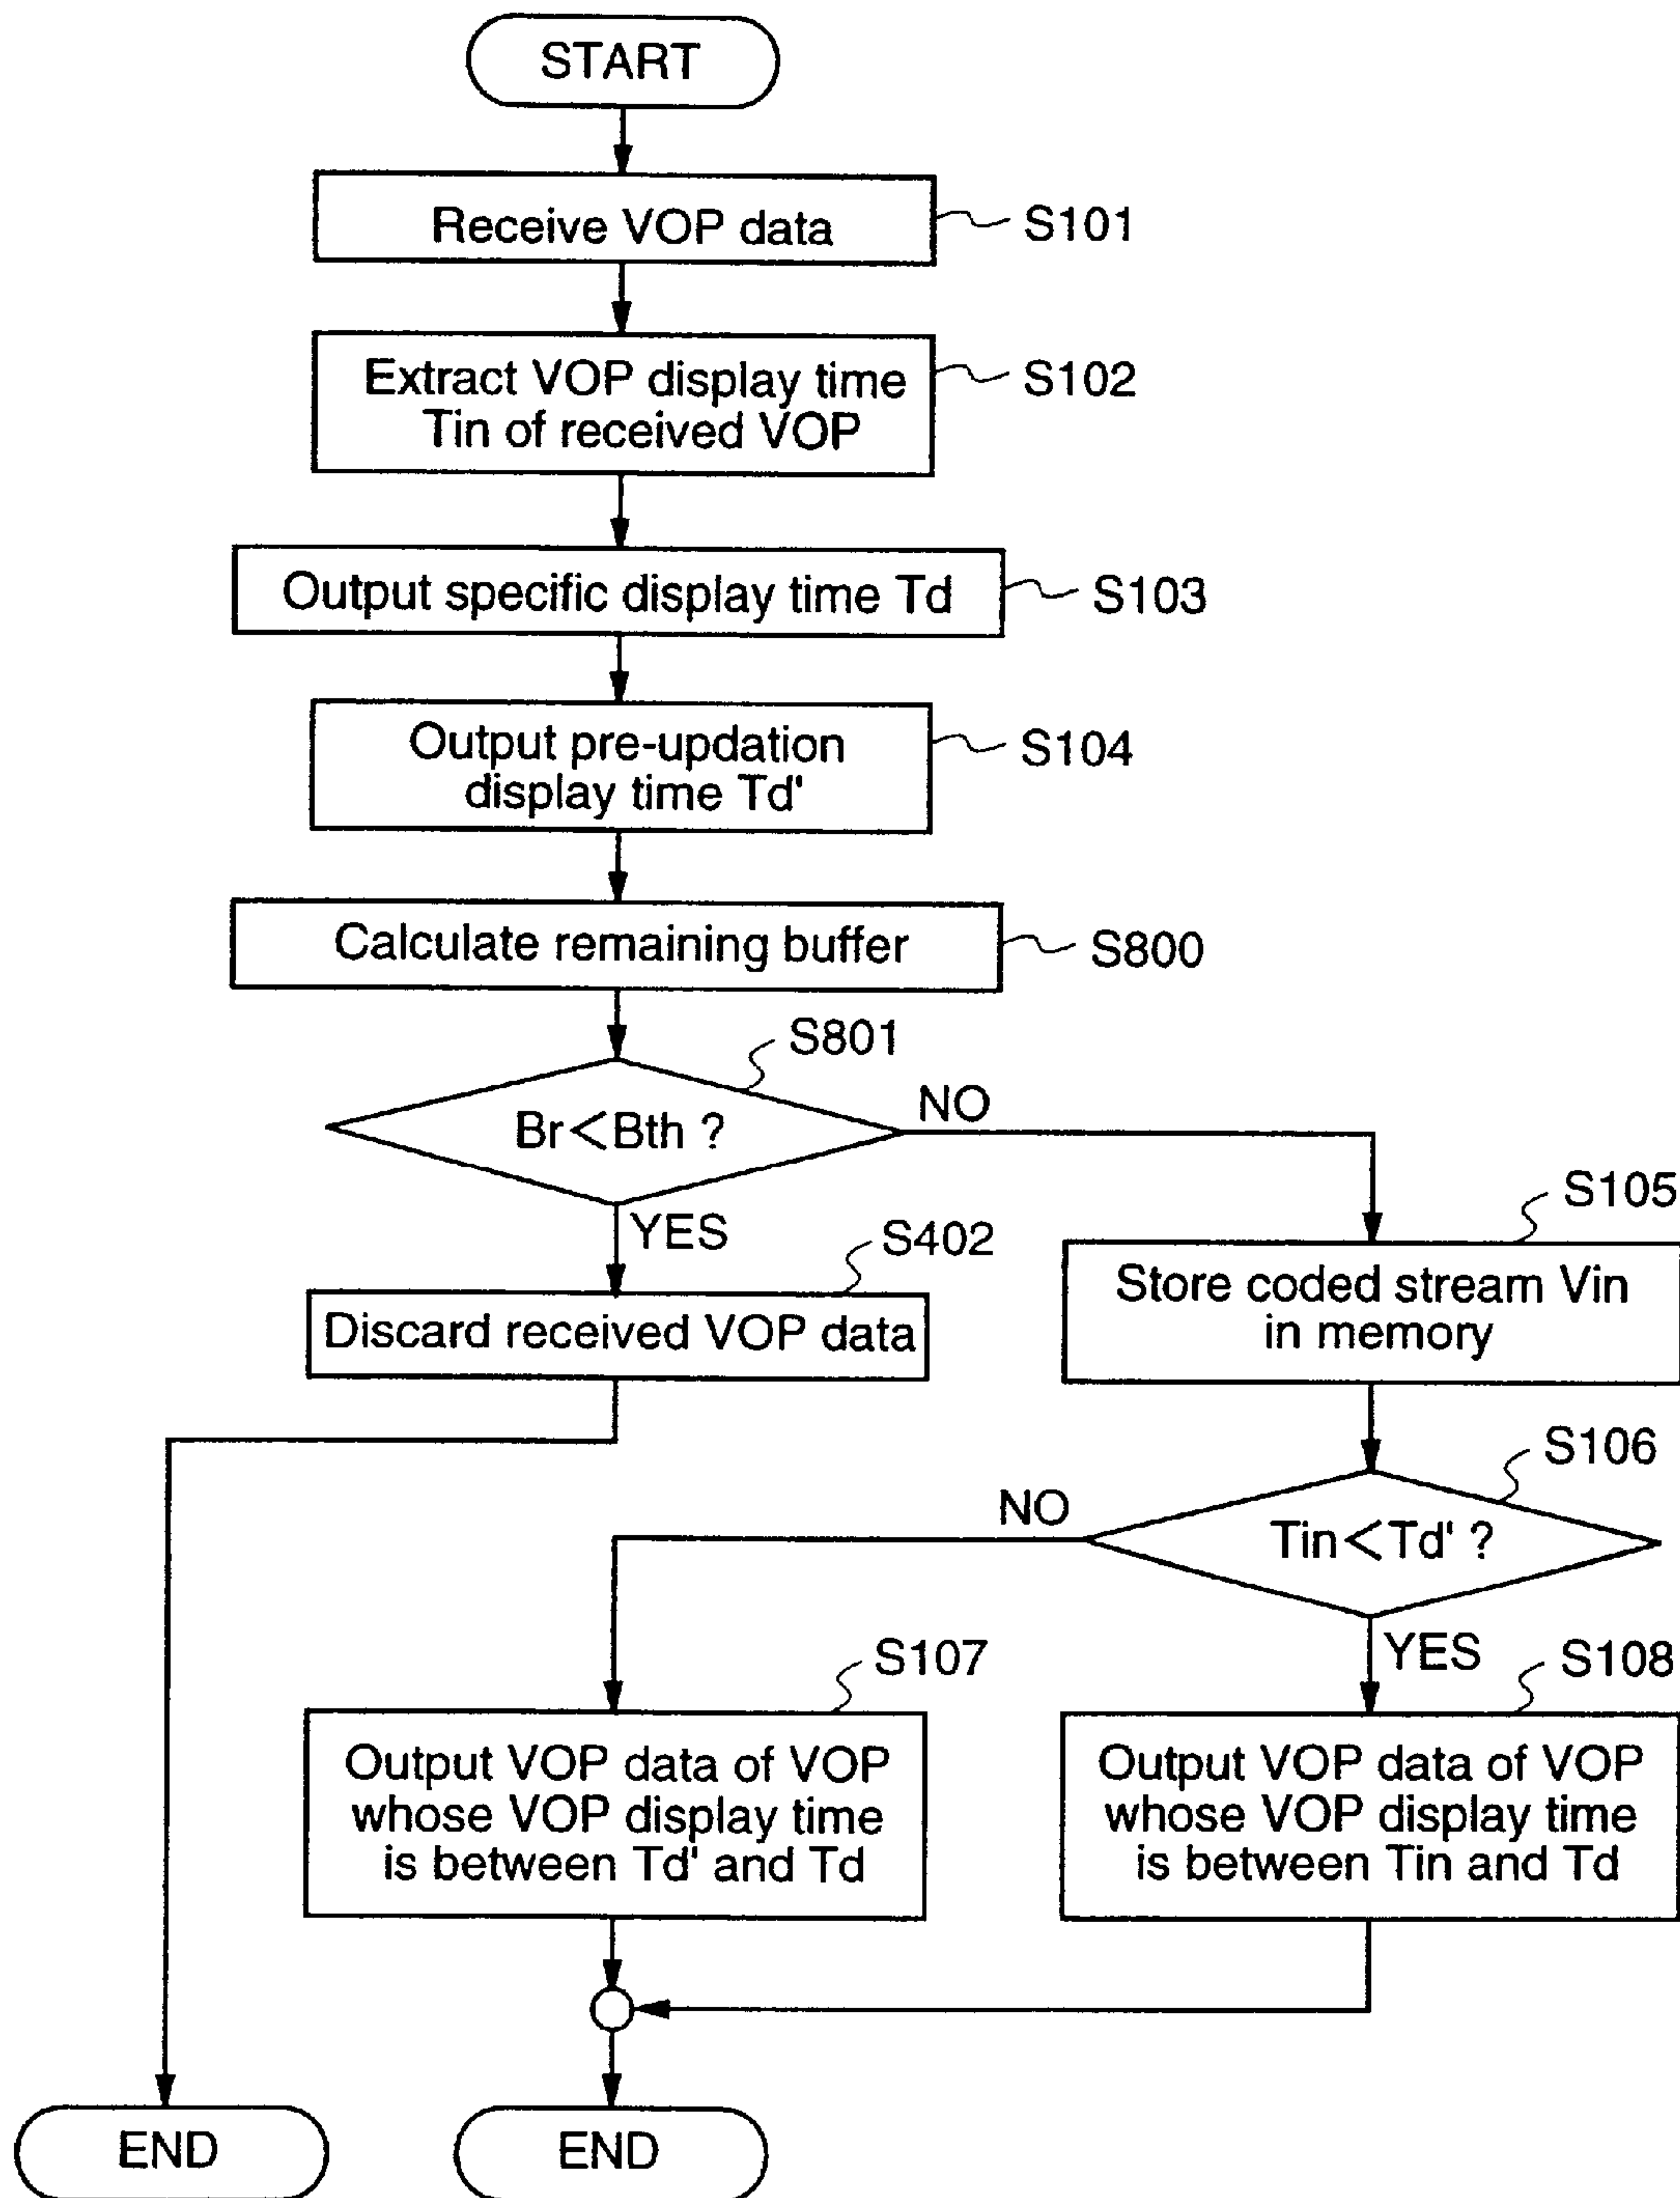 START
Receive VOP data
S101
Extract VOP display time
Tin of received VOP
S102
Output specific display time Td
S103
Output pre-updation
display time Td'
S104
Calculate remaining buffer
S800
S801
Br<Bth ?
NO
YES
S105
S402
Store coded stream Vin
in memory
Discard received VOP data
S106
NO
Tin<Td' ?
YES
S107
S108
Output VOP data of VOP
whose VOP display time
is between Td' and Td
Output VOP data of VOP
whose VOP display time
is between Tin and Td
END
END